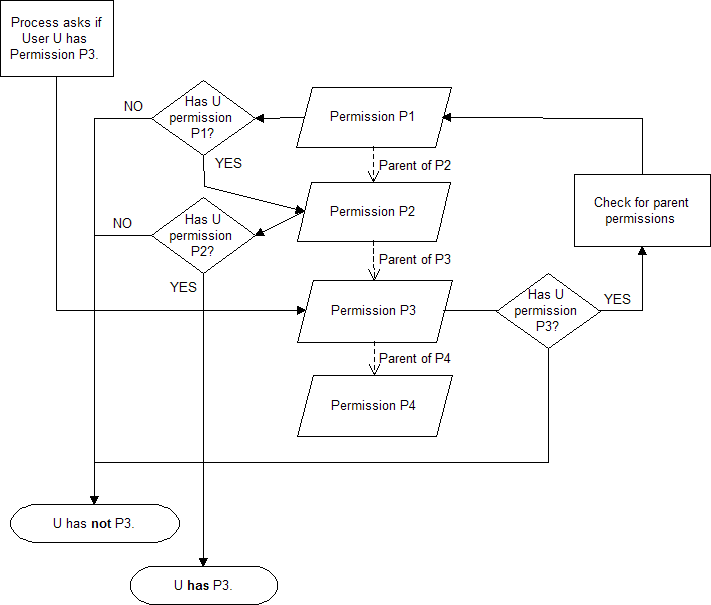 Process asks if
User U has
Permission P3.
NO
Has U
permission
P1?
Permission P1
YES
Parent of P2
NO
Has U
permission
P2?
Permission P2
Check for parent
permissions
Parent of P3
YES
Permission P3
Has U
permission
P3?
YES
Parent of P4
Permission P4
U has not P3.
U has P3.